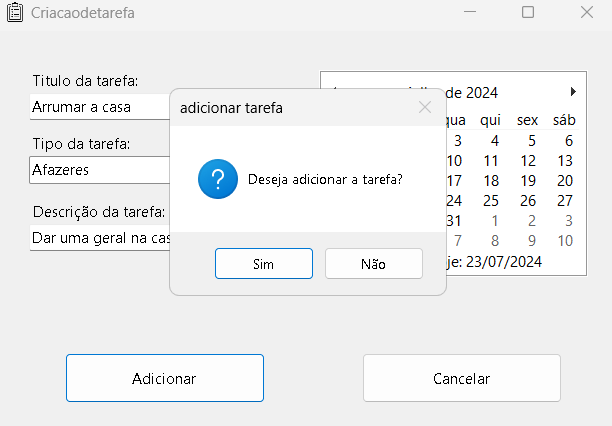 Criacaodetarefa
Titulo da tarefa:
Arrumar a casa
Tipo da tarefa:
Afazeres
Descrição da tarefa:
Dar uma geral na cas
adicionar tarefa
Deseja adicionar a tarefa?
Sim
Não
de 2024
qua qui sex sáb
3 4 5 6
10 11 12 13
17 18 19 20
24 25 26 27
31 1 2 3
7 8 9 10
je: 23/07/2024
Adicionar
Cancelar